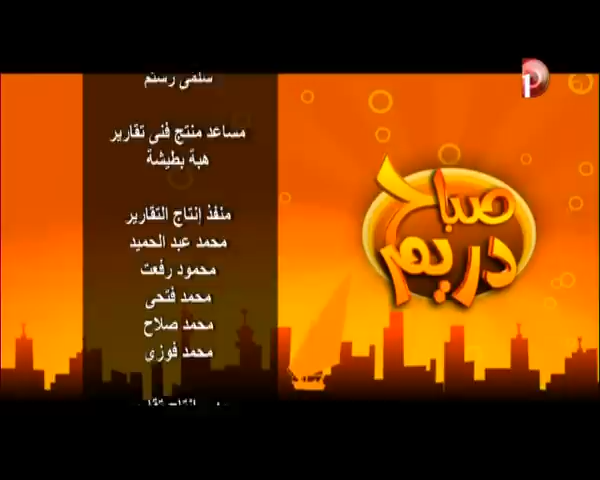 سلمى رستم
مساعد منتج فنى تقارير
هبة بطيشة
منفذ إنتاج التقارير
محمد عبد الحميد
محمود رفعت
محمد فتحى
محمد صلاح
محمد فوزى
صباح
دريم
1